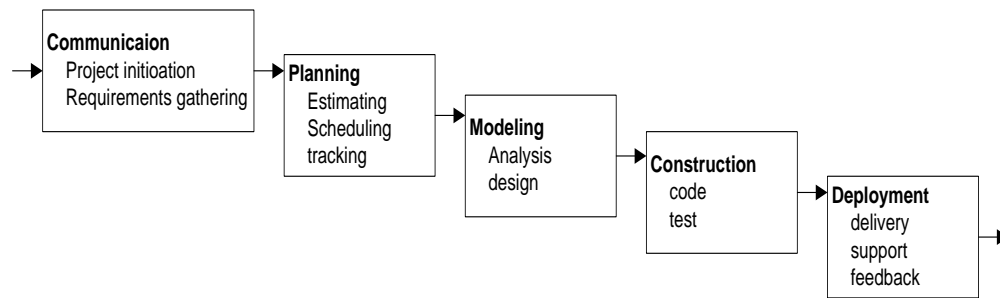 Communicaion
Project initioation
Requirements gathering
Planning
Estimating
Scheduling
tracking
Modeling
Analysis
design
Construction
code
test
Deployment
delivery
support
feedback